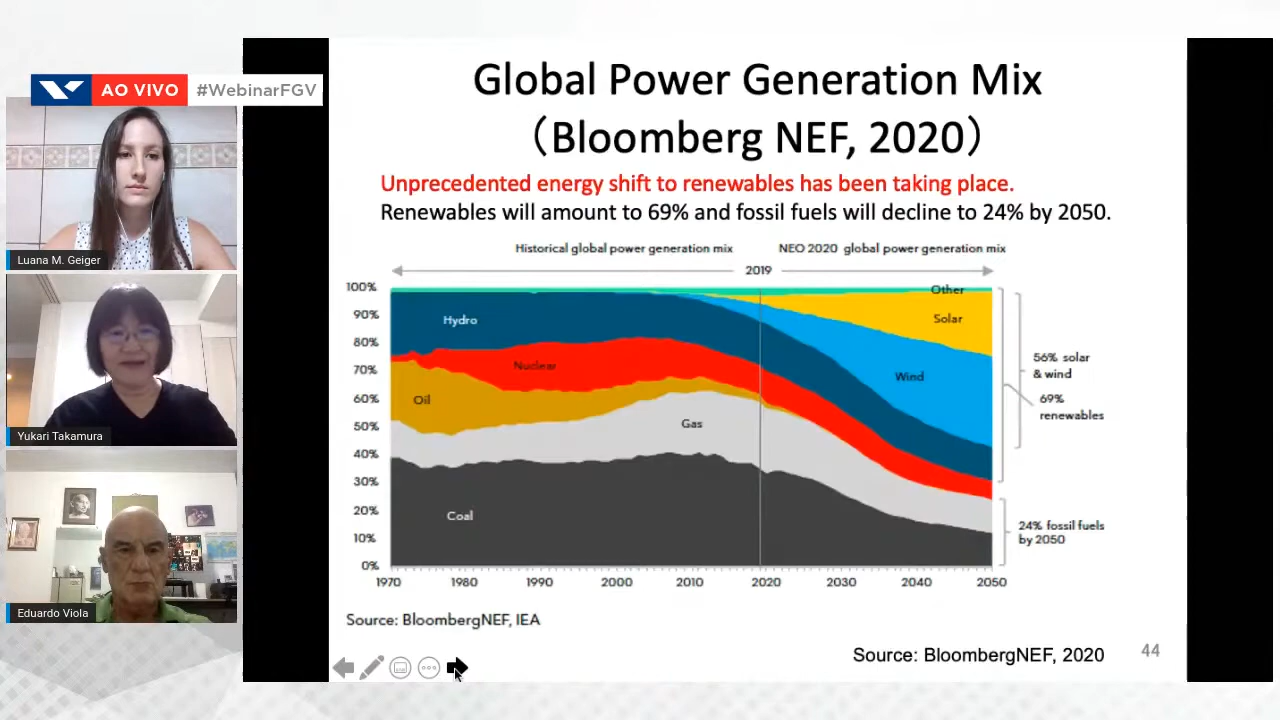 AO VIVO #WebinarFGV
Luana M. Geiger
Yukari Takamura
Eduardo Viola
Global Power Generation Mix
（Bloomberg NEF, 2020）
Unprecedented energy shift to renewables has been taking place.
Renewables will amount to 69% and fossil fuels will decline to 24% by 2050.
Historical global power generation mix
NEO 2020 global power generation mix
2019
100%
90%
80%
70%
60%
50%
40%
30%
20%
10%
0%
Other
Solar
Hydro
Nuclear
Wind
Oil
Gas
Coal
56% solar
& wind
69%
renewables
24% fossil fuels
by 2050
1970 1980 1990 2000 2010 2020 2030 2040 2050
Source: BloombergNEF, IEA
Source: BloombergNEF, 2020
44